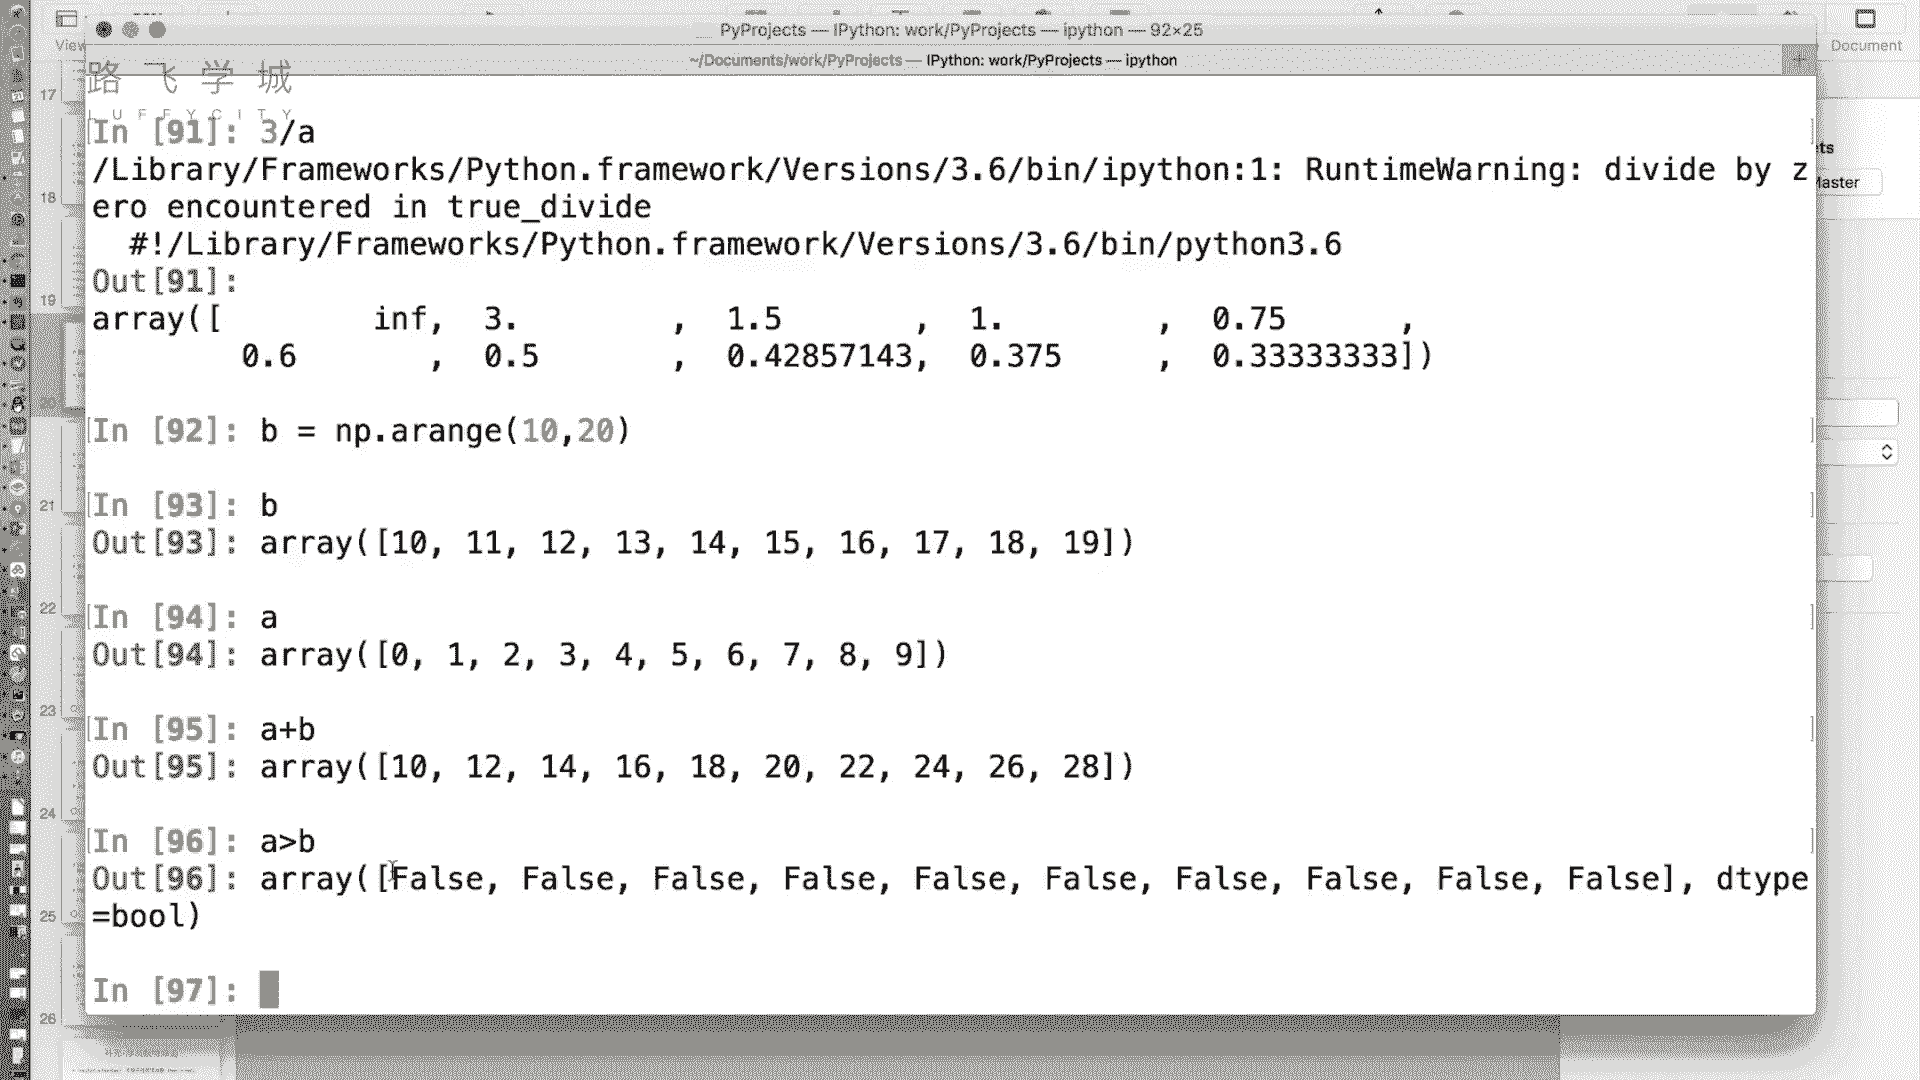 PyProjects — IPython: work/PyProjects — ipython — 92×25
View
Document
~/Documents/work/PyProjects — IPython: work/PyProjects — ipython
路飞学城
LUFFYCITY
17
In [91]: 3/a
/Library/Frameworks/Python.framework/Versions/3.6/bin/ipython:1: RuntimeWarning: divide by z
ero encountered in true_divide
  #!/Library/Frameworks/Python.framework/Versions/3.6/bin/python3.6
Master
18
Out[91]:
array([        inf,  3.        ,  1.5       ,  1.        ,  0.75      ,
        0.6       ,  0.5       ,  0.42857143,  0.375     ,  0.33333333])
19
20
In [92]: b = np.arange(10,20)
In [93]: b
21
Out[93]: array([10, 11, 12, 13, 14, 15, 16, 17, 18, 19])
22
In [94]: a
Out[94]: array([0, 1, 2, 3, 4, 5, 6, 7, 8, 9])
23
In [95]: a+b
Out[95]: array([10, 12, 14, 16, 18, 20, 22, 24, 26, 28])
24
In [96]: a>b
Out[96]: array([False, False, False, False, False, False, False, False, False, False], dtype
=bool)
25
In [97]:
26